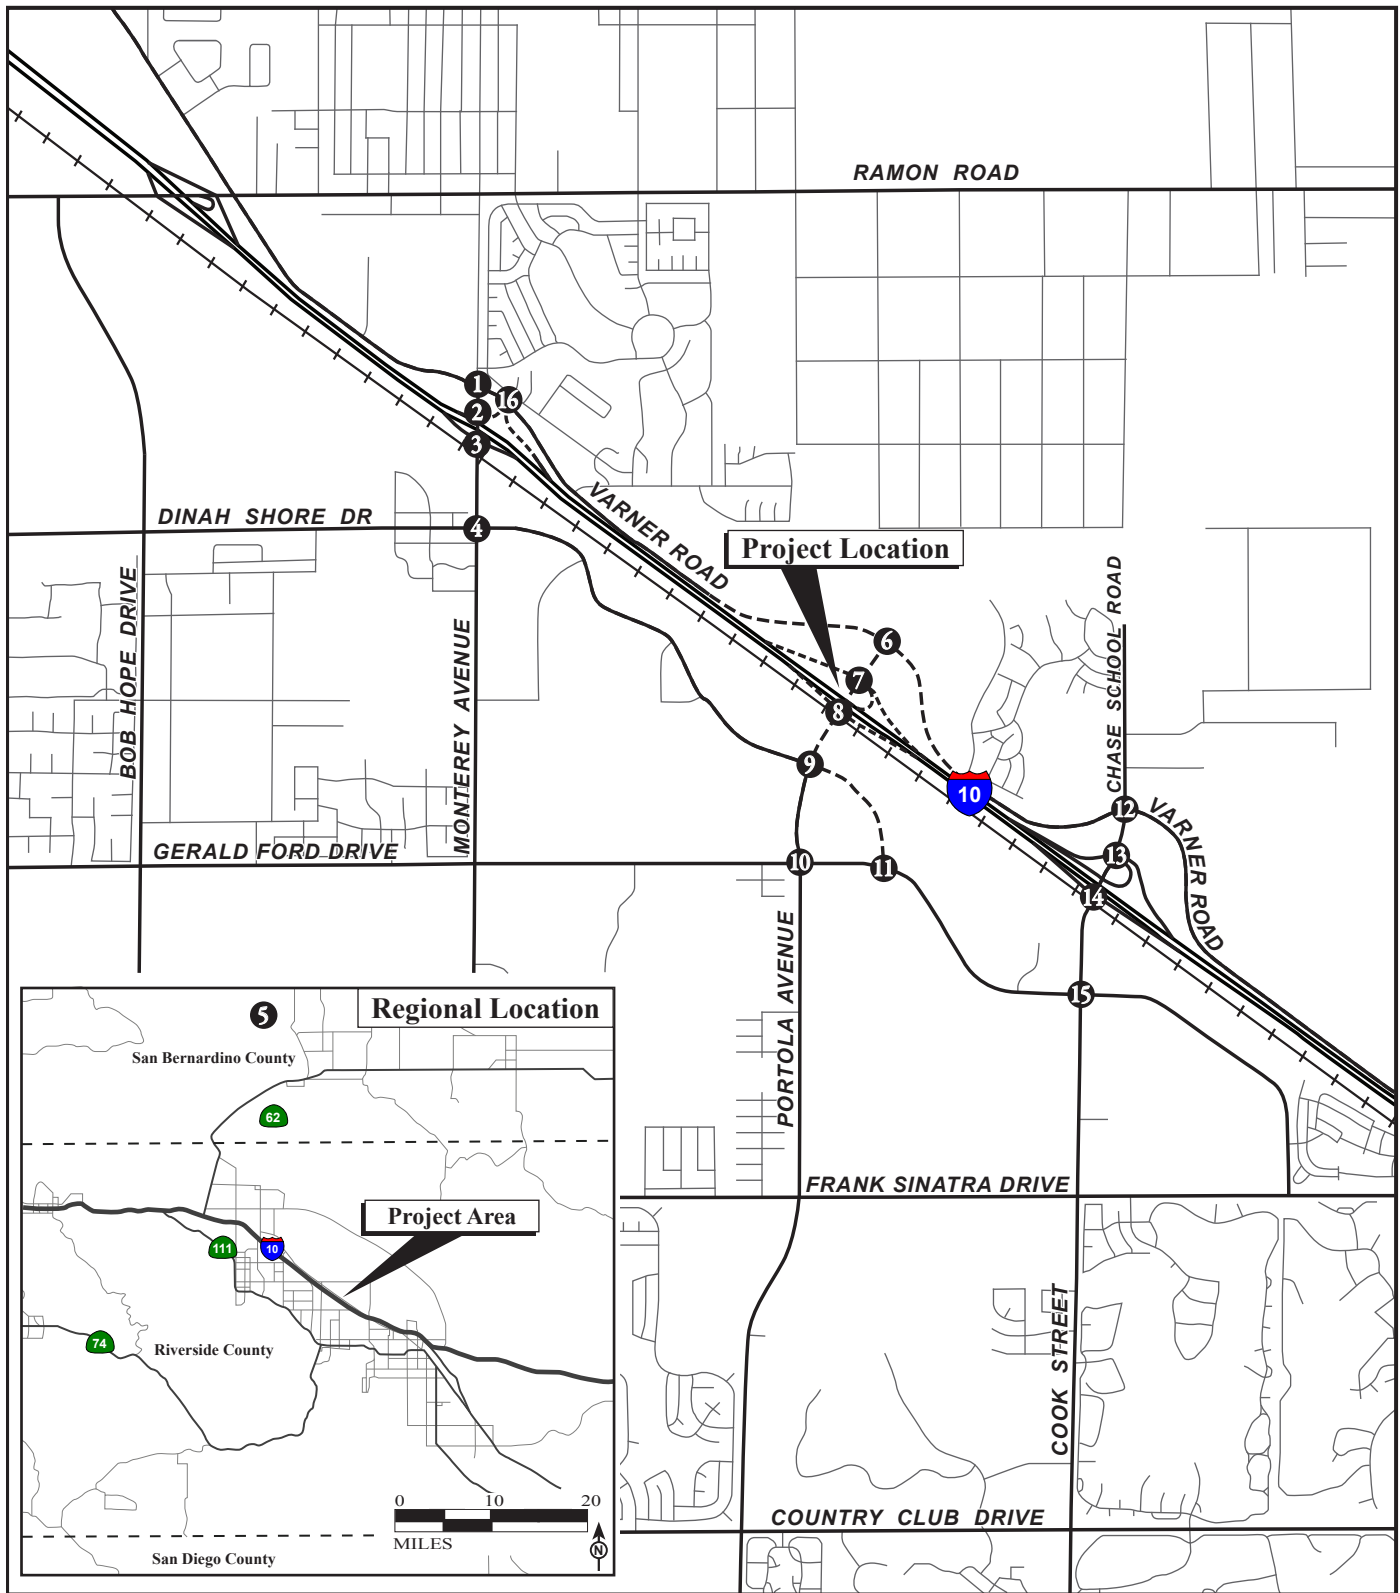 RAMON ROAD
1
16
2
3
VARNER ROAD
DINAH SHORE DR
4
Project Location
CHASE SCHOOL ROAD
BOB HOPE DRIVE
MONTEREY AVENUE
6
7
8
9
10
12
VARNER ROAD
GERALD FORD DRIVE
13
10
11
14
PORTOLA AVENUE
15
FRANK SINATRA DRIVE
COOK STREET
COUNTRY CLUB DRIVE
5
Regional Location
San Bernardino County
62
Project Area
111
10
74
Riverside County
0 10 20
MILES
N
San Diego County